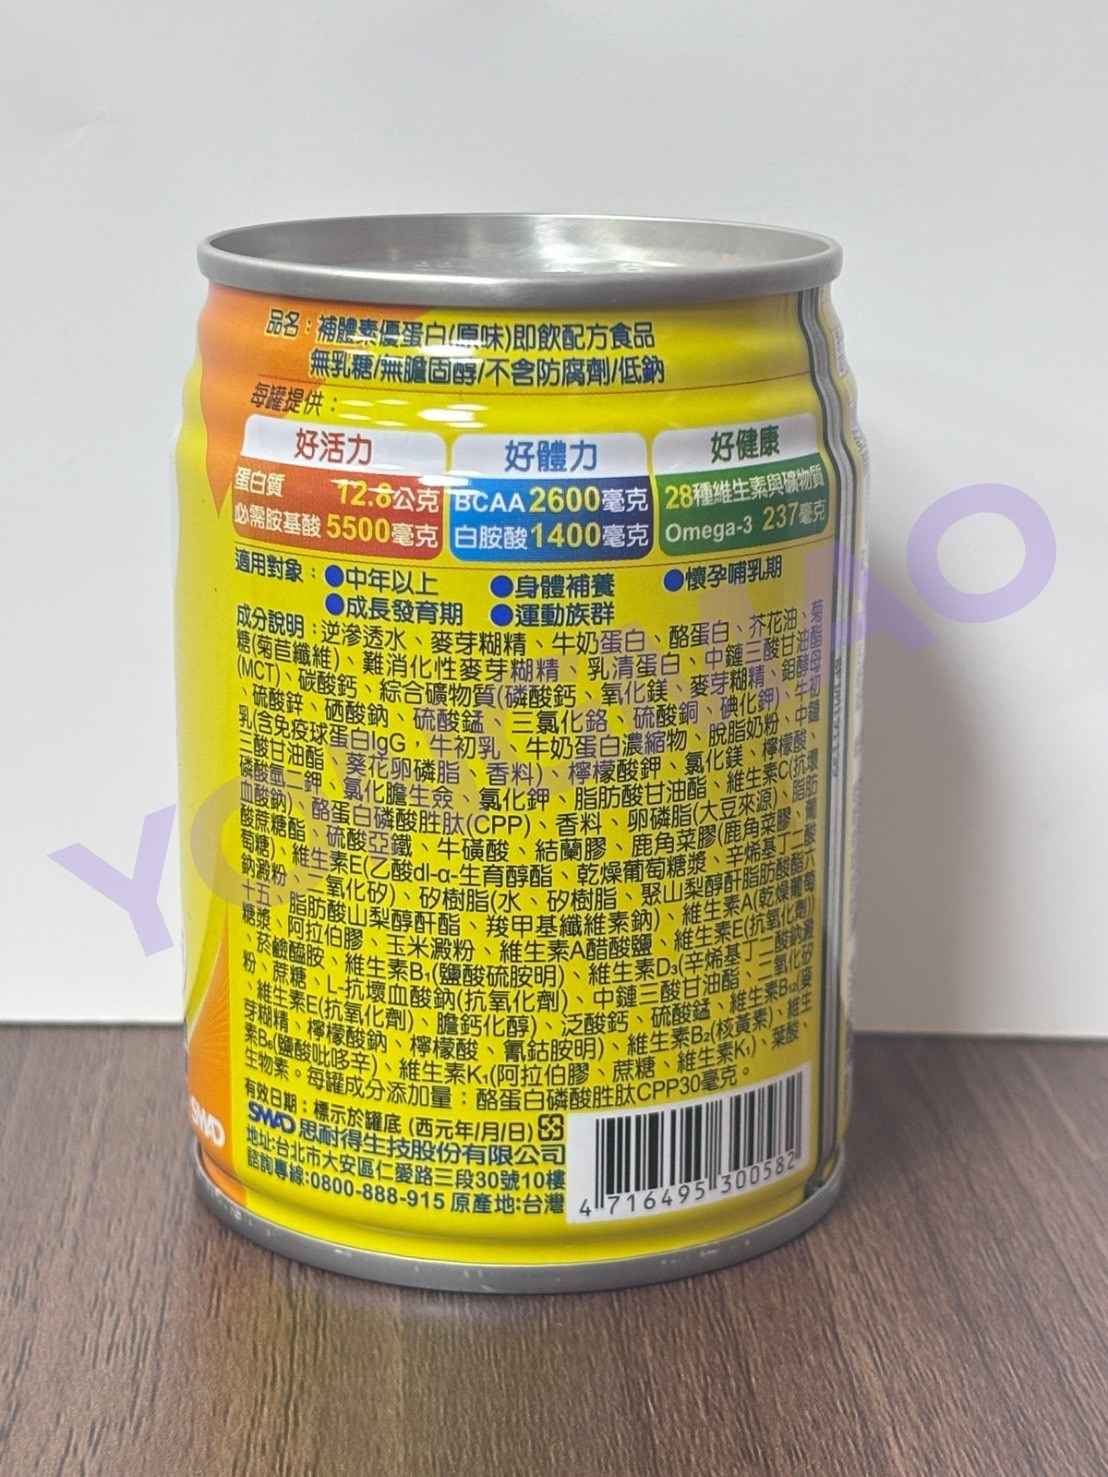 品名：補體素優蛋白(原味)即飲配方食品
無乳糖/無膽固醇/不含防腐劑/低鈉
每罐提供：
好活力
蛋白質 12.8公克
必需胺基酸 5500毫克
好體力
BCAA 2600毫克
白胺酸 1400毫克
好健康
28種維生素與礦物質
Omega-3 237毫克
適用對象：●中年以上 ●身體補養 ●懷孕哺乳期
●成長發育期 ●運動族群
成分說明：逆滲透水、麥芽糊精、牛奶蛋白、酪蛋白、芥花油、菊
糖(菊苣纖維)、難消化性麥芽糊精、乳清蛋白、中鏈三酸甘油酯
(MCT)、碳酸鈣、綜合礦物質(磷酸鈣、氧化鎂、麥芽糊精、鉬酵母
、硫酸鋅、硒酸鈉、硫酸錳、三氯化鉻、硫酸銅、碘化鉀)、牛初
乳(含免疫球蛋白IgG，牛初乳、牛奶蛋白濃縮物、脫脂奶粉、中鏈
三酸甘油酯、葵花卵磷脂、香料)、檸檬酸鉀、氯化鎂、檸檬酸、
磷酸氫二鉀、氯化膽生僉、氯化鉀、脂肪酸甘油酯、維生素C(抗壞
血酸鈉)、酪蛋白磷酸胜肽(CPP)、香料、卵磷脂(大豆來源)、脂肪
酸蔗糖酯、硫酸亞鐵、牛磺酸、結蘭膠、鹿角菜膠(鹿角菜膠、葡
萄糖)、維生素E(乙酸dl-α-生育醇酯、乾燥葡萄糖漿、辛烯基丁二酸
鈉澱粉、二氧化矽)、矽樹脂(水、矽樹脂、聚山梨醇酐脂肪酸酯六
十五、脂肪酸山梨醇酐酯、羧甲基纖維素鈉)、維生素A(乾燥葡萄
糖漿、阿拉伯膠、玉米澱粉、維生素A醋酸鹽、維生素E(抗氧化劑))
、菸鹼醯胺、維生素B₁(鹽酸硫胺明)、維生素D₃(辛烯基丁二酸鈉澱
粉、蔗糖、L-抗壞血酸鈉(抗氧化劑)、中鏈三酸甘油酯、二氧化矽
、維生素E(抗氧化劑)、膽鈣化醇)、泛酸鈣、硫酸錳、維生素B₁₂(麥
芽糊精、檸檬酸鈉、檸檬酸、氰鈷胺明)、維生素B₂(核黃素)、維生
素B₆(鹽酸吡哆辛)、維生素K₁(阿拉伯膠、蔗糖、維生素K₁)、葉酸、
生物素。每罐成分添加量：酪蛋白磷酸胜肽CPP30毫克。
有效日期：標示於罐底 (西元年/月/日)
SWAD 思耐得生技股份有限公司
地址:台北市大安區仁愛路三段30號10樓
諮詢專線:0800-888-915 原產地:台灣
4 716495 300582
SWAD